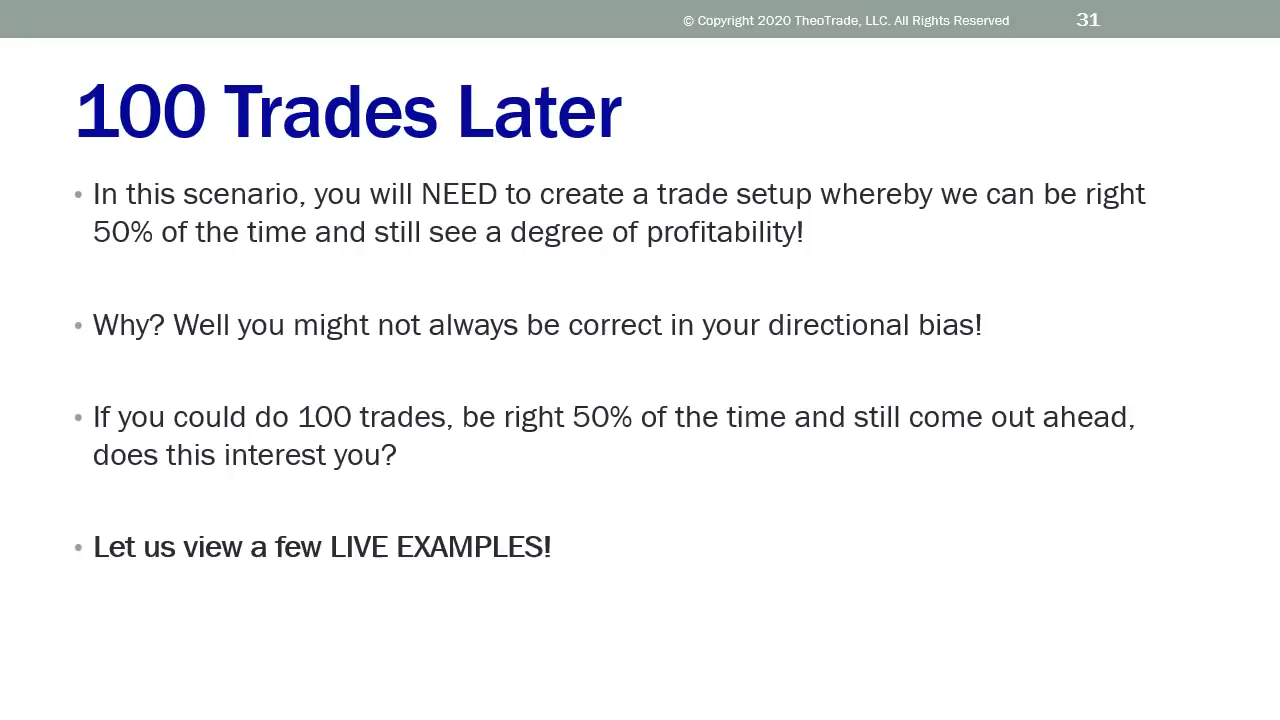 © Copyright 2020 TheoTrade, LLC. All Rights Reserved 31
100 Trades Later
• In this scenario, you will NEED to create a trade setup whereby we can be right
50% of the time and still see a degree of profitability!
• Why? Well you might not always be correct in your directional bias!
• If you could do 100 trades, be right 50% of the time and still come out ahead,
does this interest you?
• Let us view a few LIVE EXAMPLES!